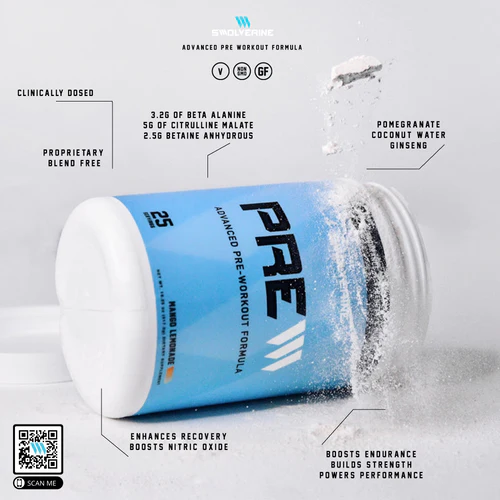 SWOLVERINE
ADVANCED PRE WORKOUT FORMULA
V
NON
GMO
GF
CLINICALLY DOSED
3.2G OF BETA ALANINE
5G OF CITRULLINE MALATE
2.5G BETAINE ANHYDROUS
POMEGRANATE
COCONUT WATER
GINSENG
PROPRIETARY
BLEND FREE
25
SERVINGS
PRE
ADVANCED PRE-WORKOUT FORMULA
MANGO LEMONADE
ENHANCES RECOVERY
BOOSTS NITRIC OXIDE
BOOSTS ENDURANCE
BUILDS STRENGTH
POWERS PERFORMANCE
SCAN ME